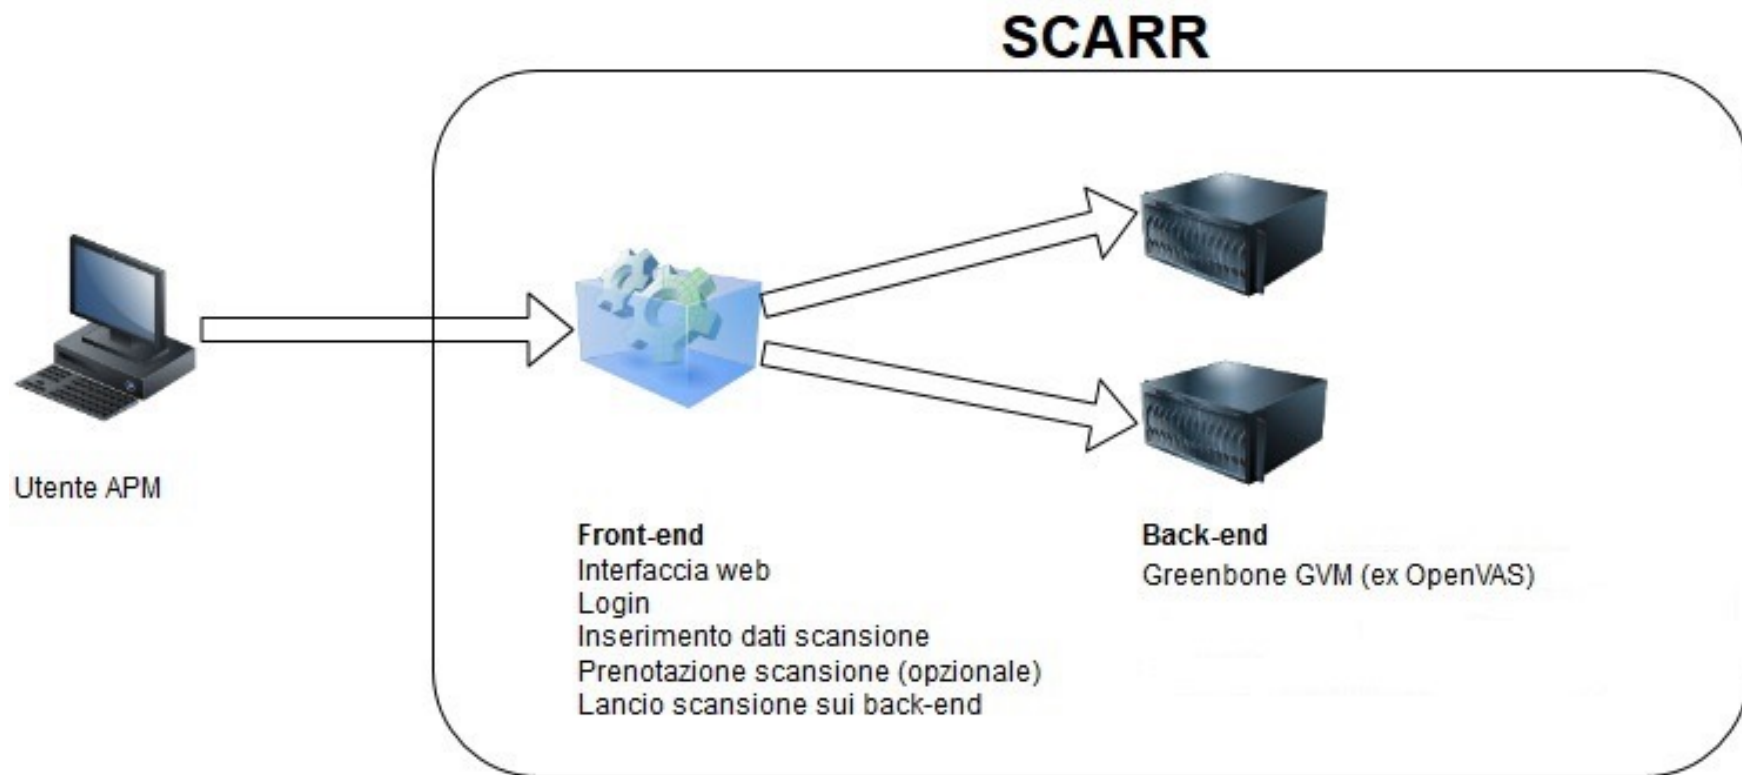 SCARR
Utente APM
Front-end
Interfaccia web
Login
Inserimento dati scansione
Prenotazione scansione (opzionale)
Lancio scansione sui back-end
Back-end
Greenbone GVM (ex OpenVAS)